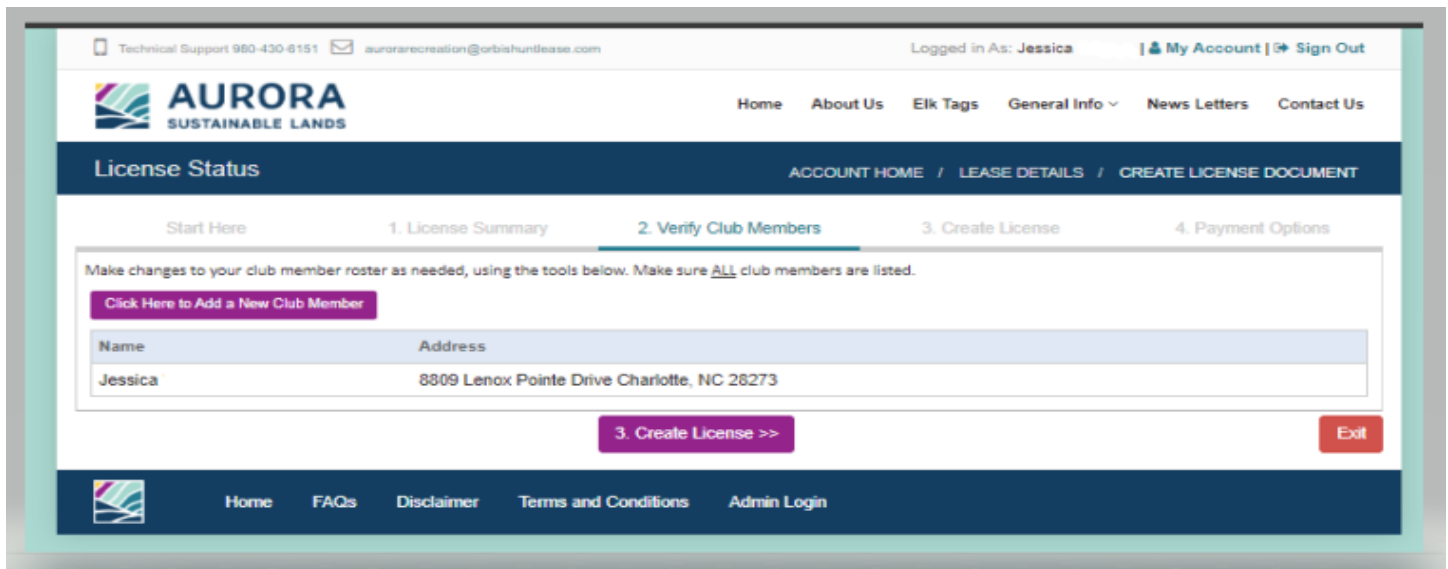 Technical Support 980-430-6151 aurorarecreation@orbishuntlease.com Logged in As: Jessica | My Account | Sign Out
AURORA
SUSTAINABLE LANDS
Home About Us Elk Tags General Info News Letters Contact Us
License Status ACCOUNT HOME / LEASE DETAILS / CREATE LICENSE DOCUMENT
Start Here 1. License Summary 2. Verify Club Members 3. Create License 4. Payment Options
Make changes to your club member roster as needed, using the tools below. Make sure ALL club members are listed.
Click Here to Add a New Club Member
Name Address
Jessica 8809 Lenox Pointe Drive Charlotte, NC 28273
3. Create License >> Exit
Home FAQs Disclaimer Terms and Conditions Admin Login